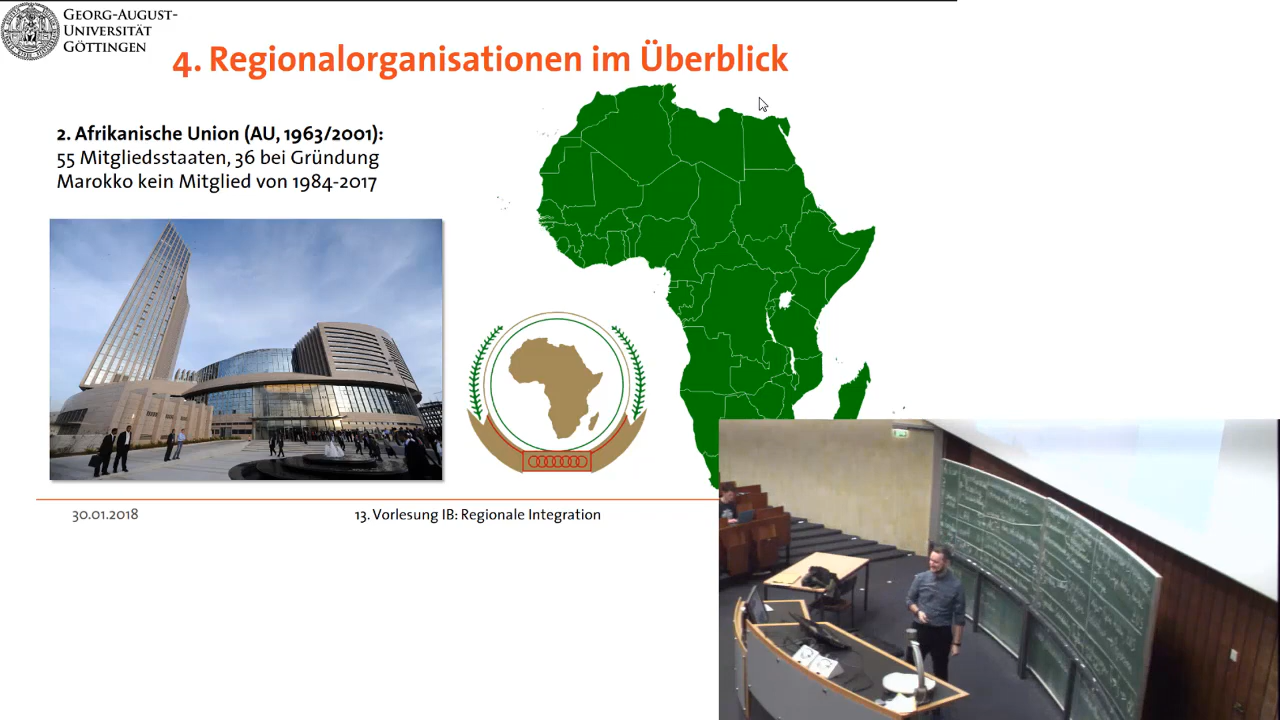 GEORG-AUGUST-
UNIVERSITÄT
GÖTTINGEN
4. Regionalorganisationen im Überblick
2. Afrikanische Union (AU, 1963/2001):
55 Mitgliedsstaaten, 36 bei Gründung
Marokko kein Mitglied von 1984-2017
30.01.2018
13. Vorlesung IB: Regionale Integration